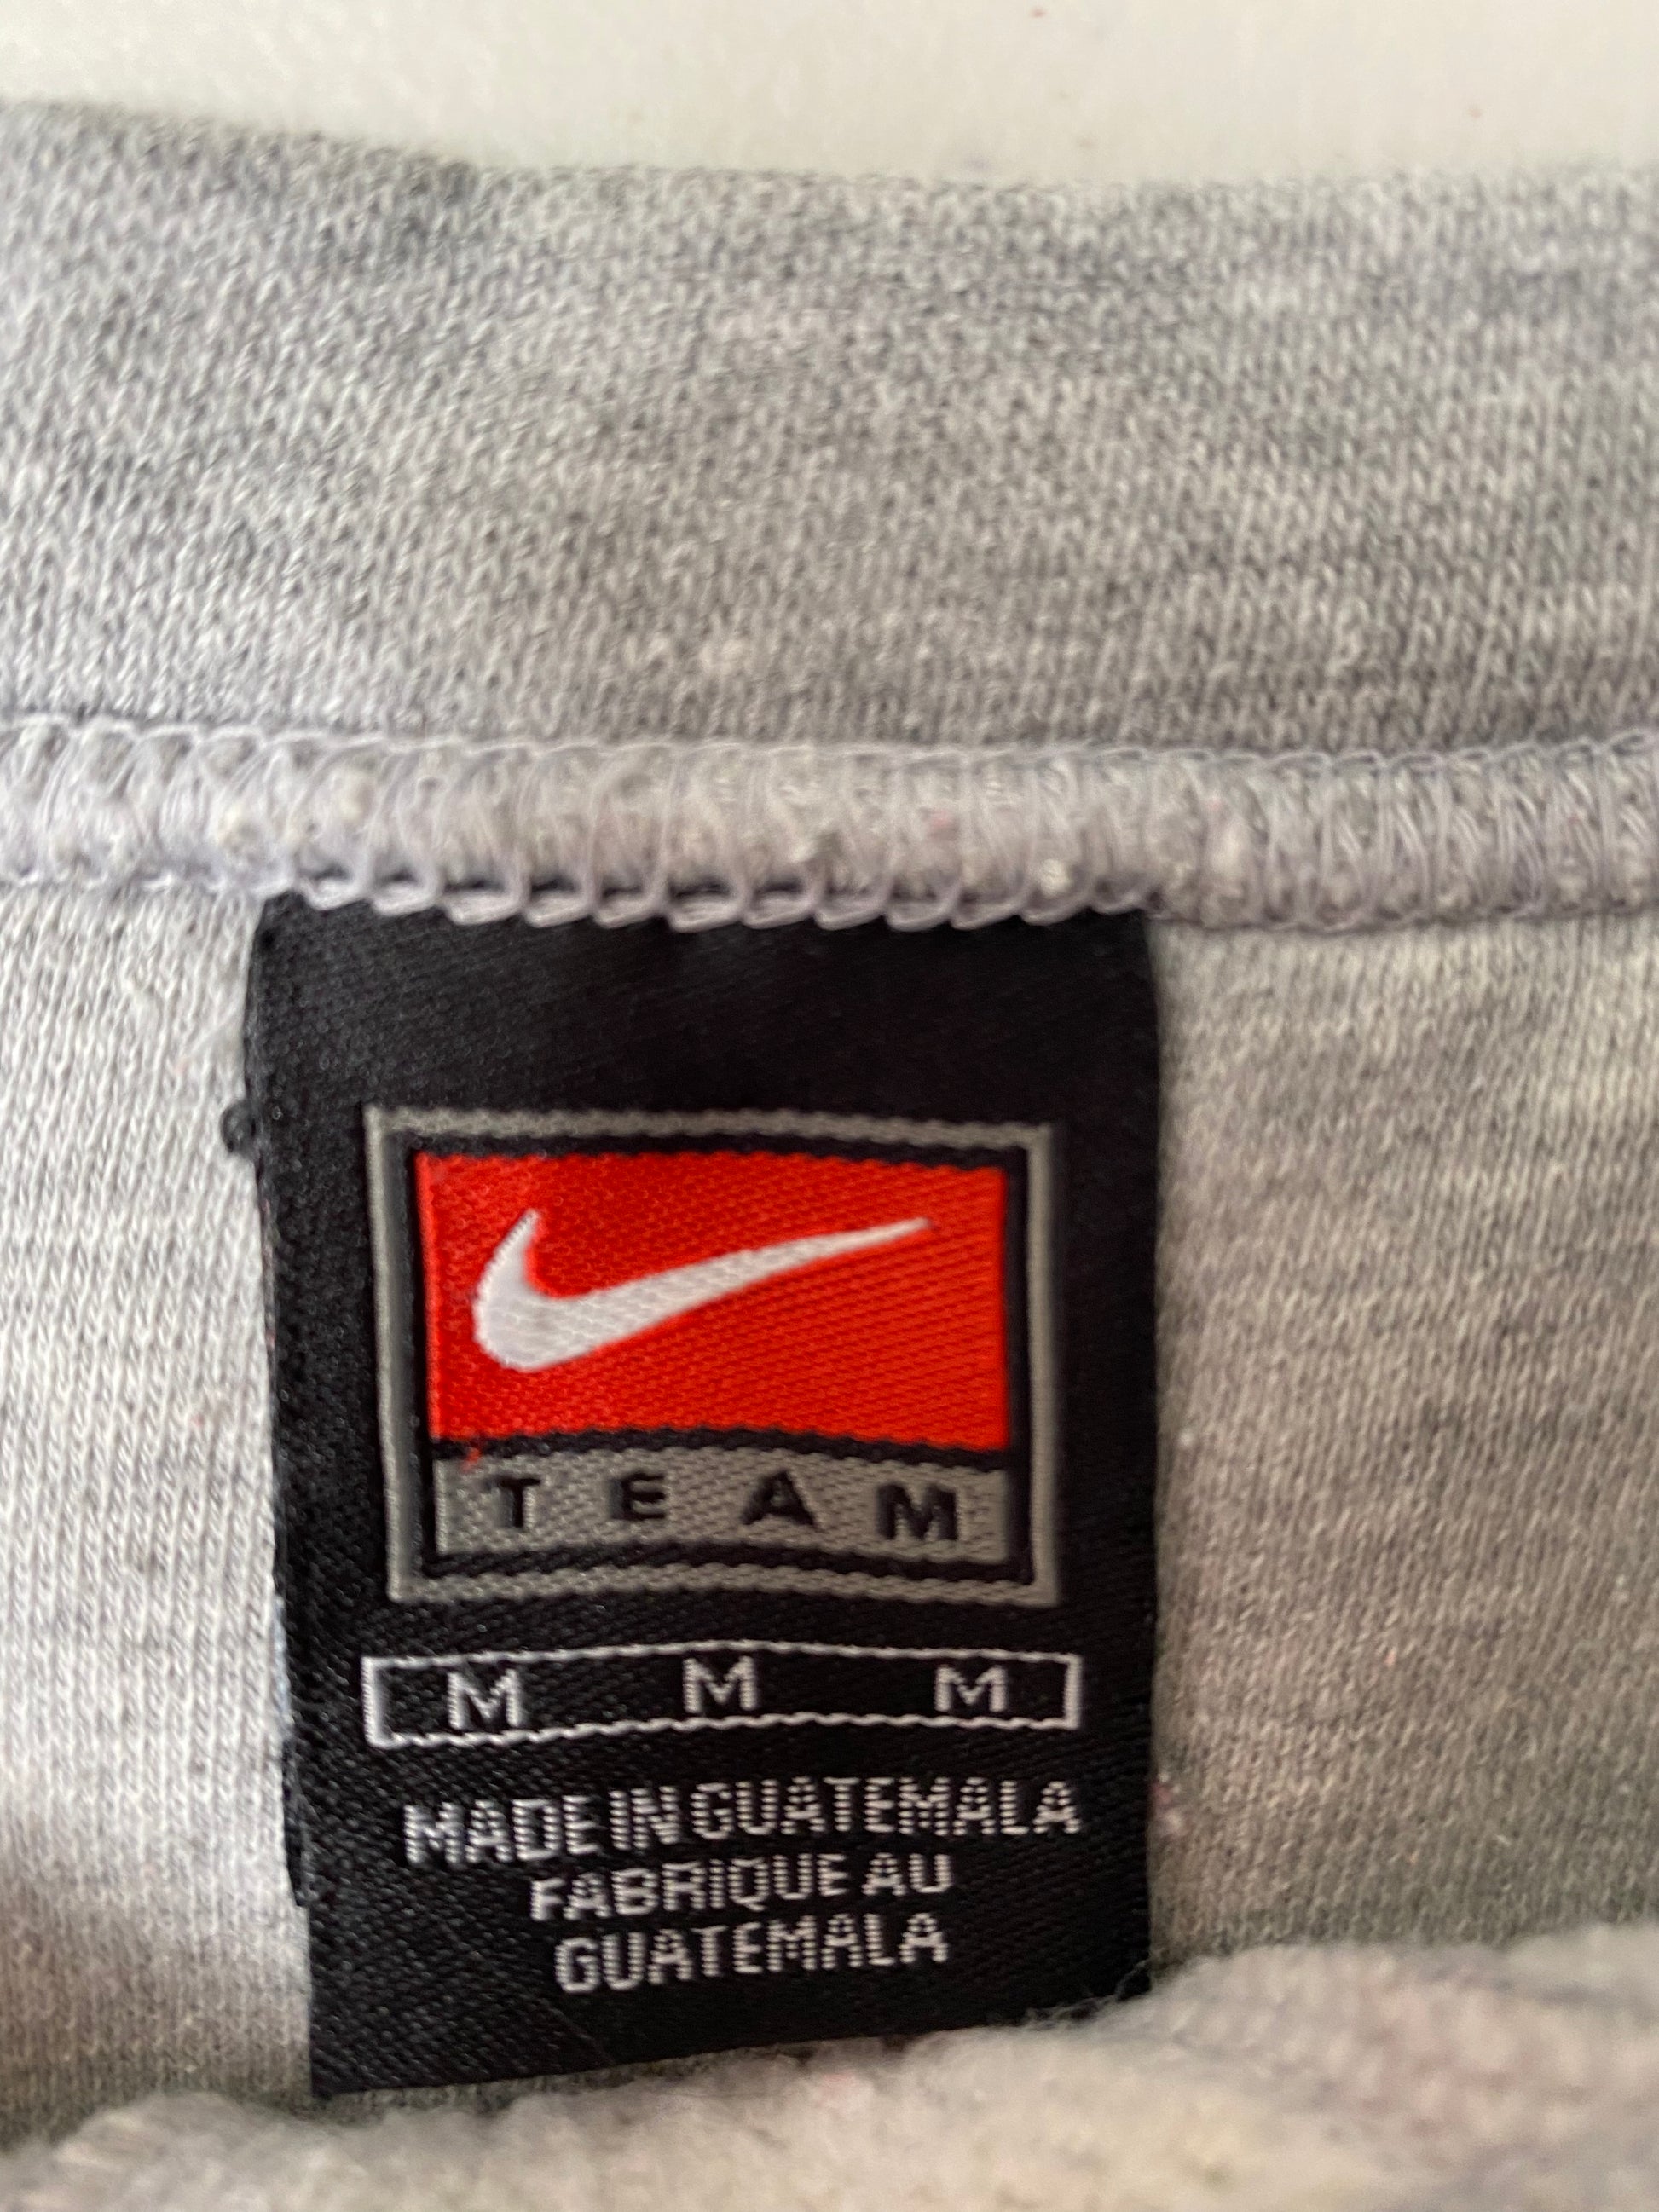 TEAM
M M M
MADE IN GUATEMALA
FABRIQUE AU
GUATEMALA